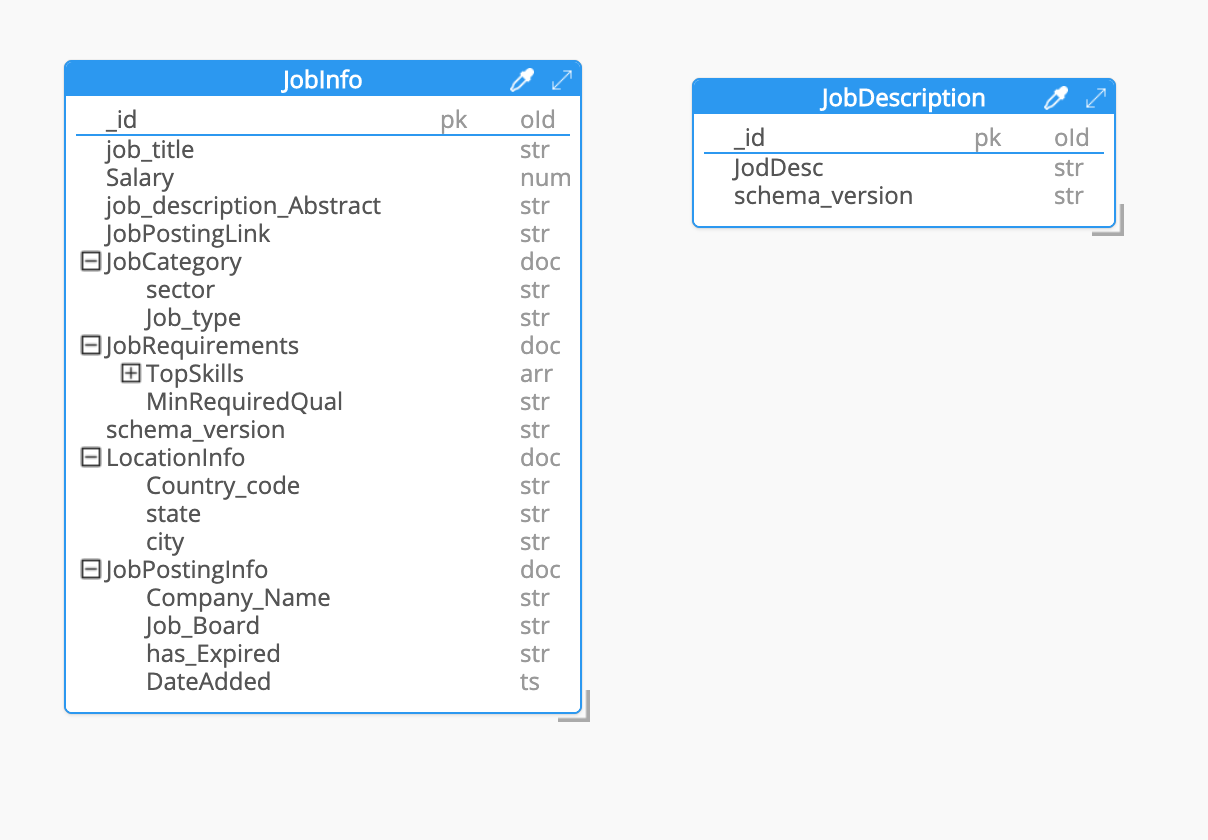 JobInfo
_id pk oId
job_title str
Salary num
job_description_Abstract str
JobPostingLink str
JobCategory doc
sector str
Job_type str
JobRequirements doc
TopSkills arr
MinRequiredQual str
schema_version str
LocationInfo doc
Country_code str
state str
city str
JobPostingInfo doc
Company_Name str
Job_Board str
has_Expired str
DateAdded ts
JobDescription
_id pk oId
JodDesc str
schema_version str